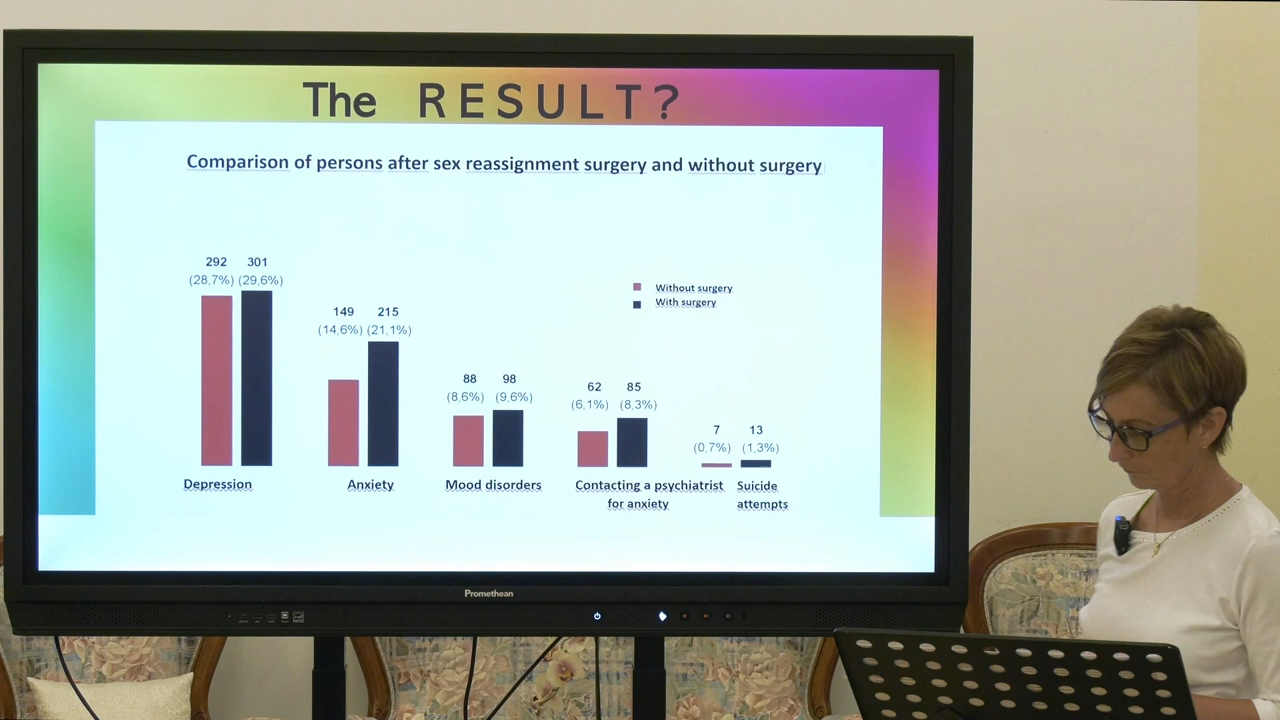 The RESULT?
Comparison of persons after sex reassignment surgery and without surgery
292 301
(28,7%) (29,6%)
149 215
(14,6%) (21,1%)
88 98
(8,6%) (9,6%)
62 85
(6,1%) (8,3%)
7 13
(0,7%) (1,3%)
Without surgery
With surgery
Depression Anxiety Mood disorders Contacting a psychiatrist Suicide
for anxiety attempts
Promethean